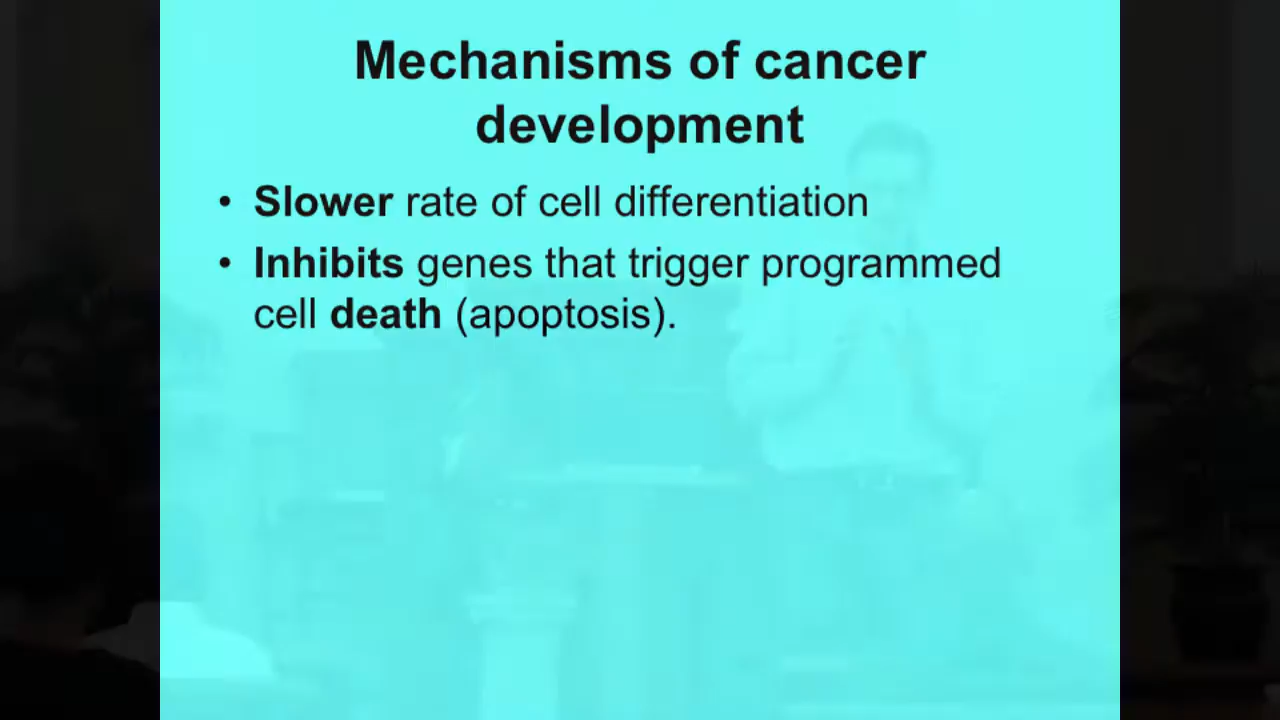 Mechanisms of cancer
development
• Slower rate of cell differentiation
• Inhibits genes that trigger programmed
cell death (apoptosis).